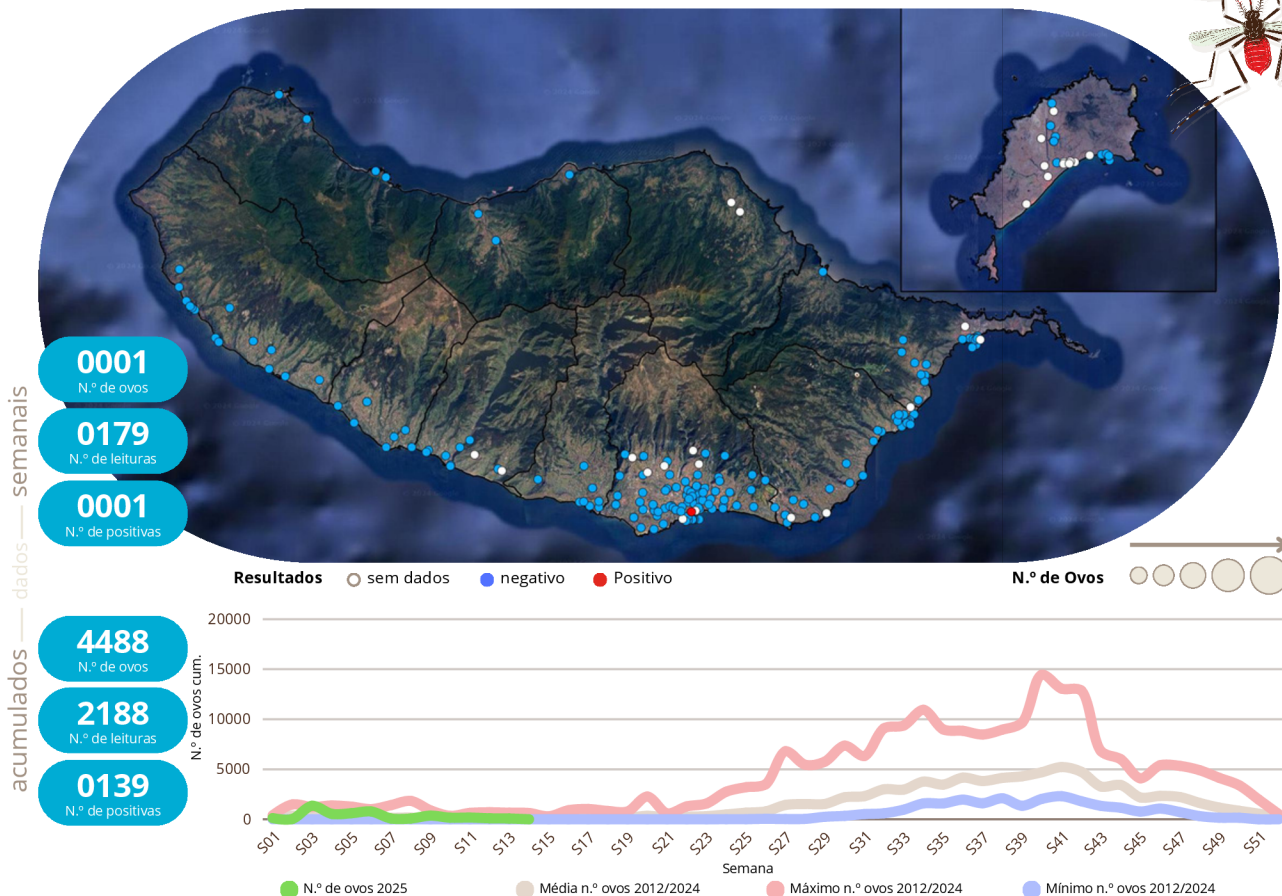 semanais
dados
acumulados
0001
N.º de ovos
0179
N.º de leituras
0001
N.º de positivas
Resultados
sem dados
negativo
Positivo
N.º de Ovos
4488
N.º de ovos
2188
N.º de leituras
0139
N.º de positivas
N.º de ovos cum.
20000
15000
10000
5000
0
S01
S03
S05
S07
S09
S11
S13
S15
S17
S19
S21
S23
S25
S27
S29
S31
S33
S35
S37
S39
S41
S43
S45
S47
S49
S51
Semana
N.º de ovos 2025
Média n.º ovos 2012/2024
Máximo n.º ovos 2012/2024
Mínimo n.º ovos 2012/2024